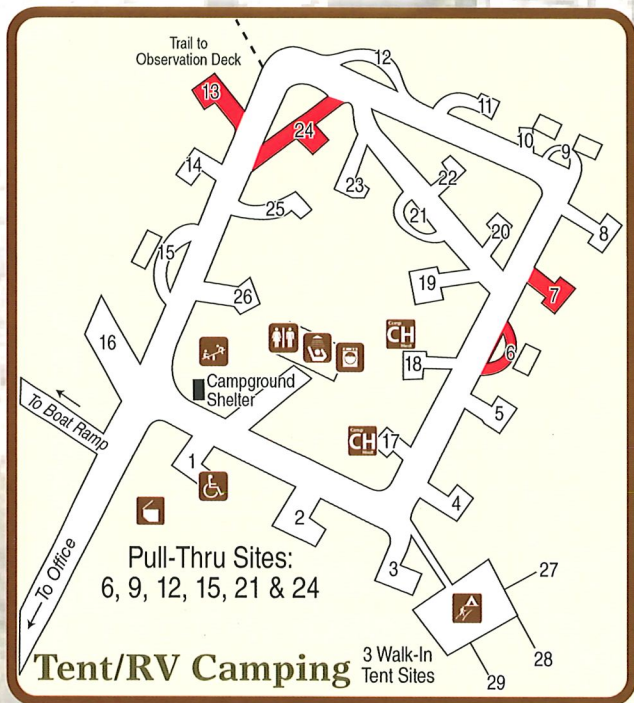 Trail to
Observation Deck
12
13
11
24
10
9
14
23
22
25
21
8
20
15
7
19
26
16
Camp
CH
Host
6
18
Campground
Shelter
To Boat Ramp
5
Camp
CH
Host
17
1
4
2
Pull-Thru Sites:
6, 9, 12, 15, 21 & 24
3
27
To Office
28
Tent/RV Camping
3 Walk-In
Tent Sites
29